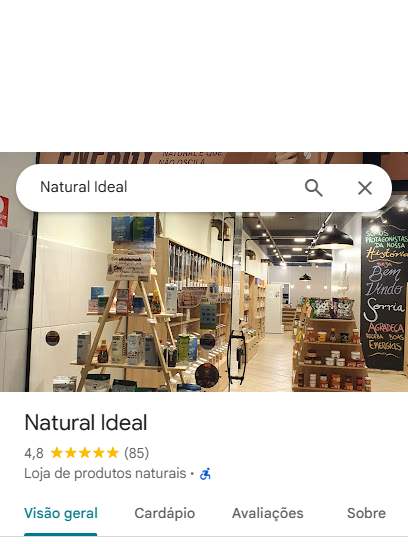 ENERGY
NATURAL E QUE
NÃO OSCILA
Natural Ideal
SOMOS
PROTAGONISTAS
DA NOSSA
História
SEJA
Bem
Vindo
Sorria
AGRADEÇA
RECEBA BOAS
ENERGIAS
Natural Ideal
4,8 (85)
Loja de produtos naturais •
Visão geral Cardápio Avaliações Sobre